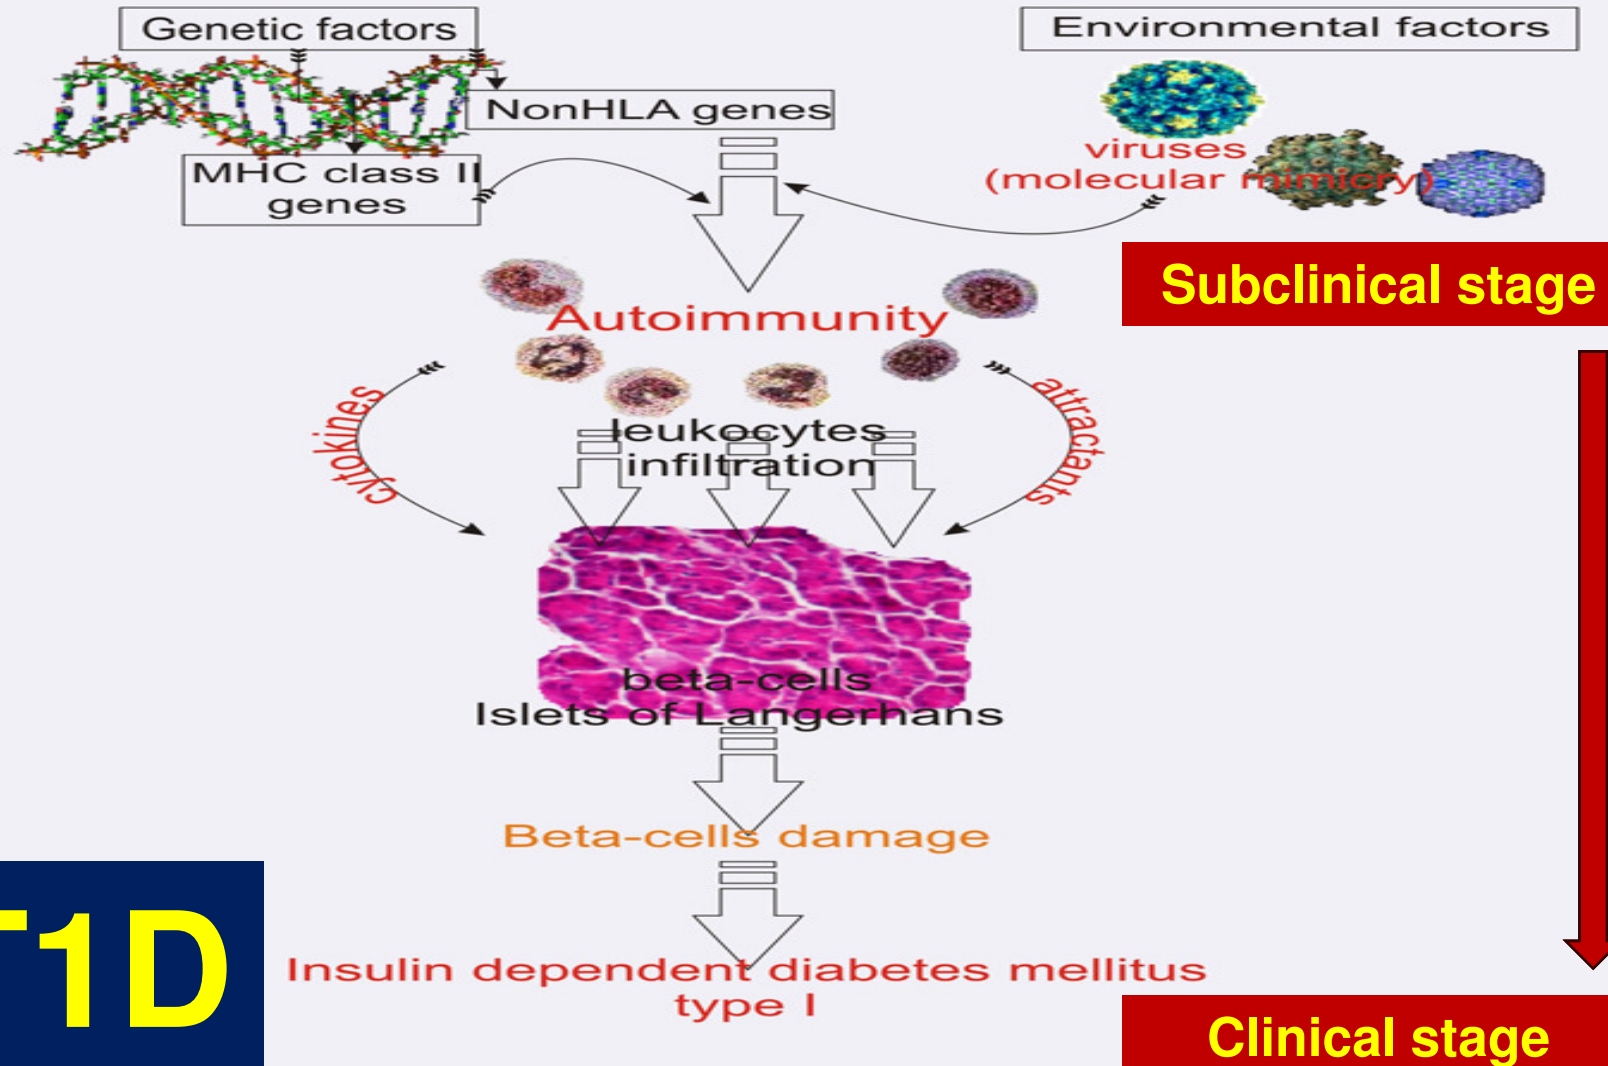 Genetic factors
Environmental factors
NonHLA genes
MHC class II
genes
viruses
(molecular mimicry)
Subclinical stage
Autoimmunity
cytokines
attractants
leukocytes
infiltration
beta-cells
Islets of Langerhans
Beta-cells damage
T1D
Insulin dependent diabetes mellitus
type I
Clinical stage